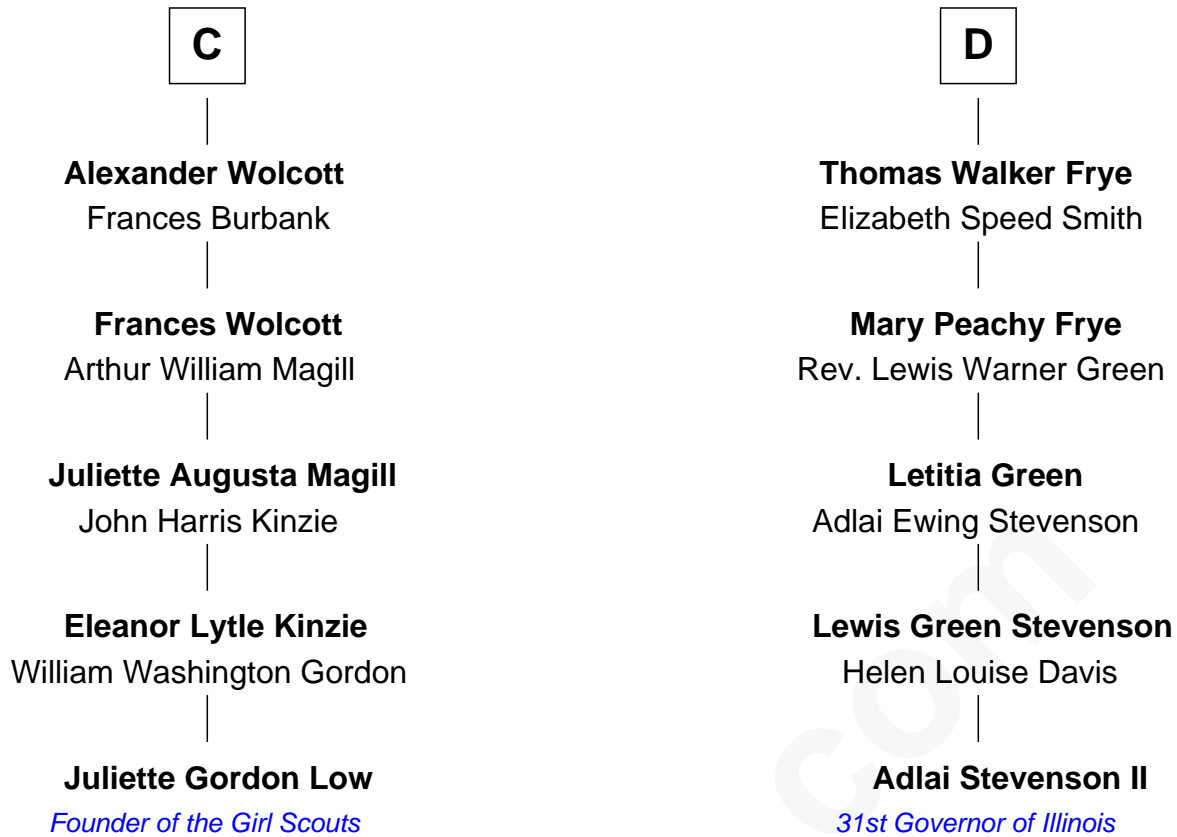 C
Alexander Wolcott
Frances Burbank
Frances Wolcott
Arthur William Magill
Juliette Augusta Magill
John Harris Kinzie
Eleanor Lytle Kinzie
William Washington Gordon
Juliette Gordon Low
Founder of the Girl Scouts
D
Thomas Walker Frye
Elizabeth Speed Smith
Mary Peachy Frye
Rev. Lewis Warner Green
Letitia Green
Adlai Ewing Stevenson
Lewis Green Stevenson
Helen Louise Davis
Adlai Stevenson II
31st Governor of Illinois
com